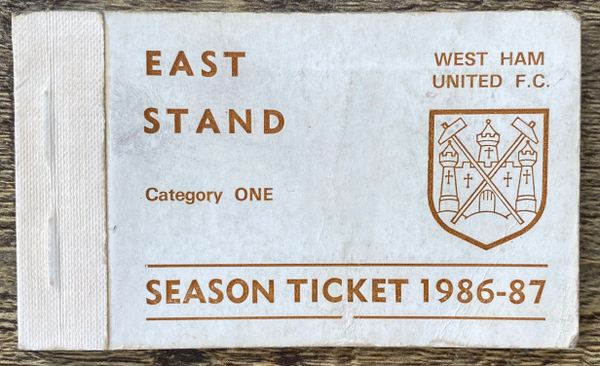 EAST
STAND
WEST HAM
UNITED F.C.
Category ONE
SEASON TICKET 1986-87